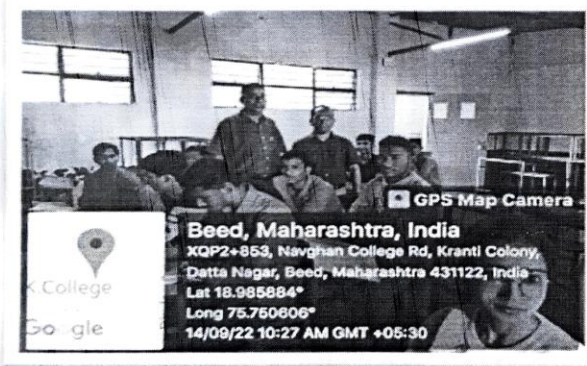 GPS Map Camera
Beed, Maharashtra, India
XQP2+853, Navghan College Rd, Kranti Colony,
Datta Nagar, Beed, Maharashtra 431122, India
Lat 18.985884°
Long 75.750606°
14/09/22 10:27 AM GMT +05:30
K.College
Google